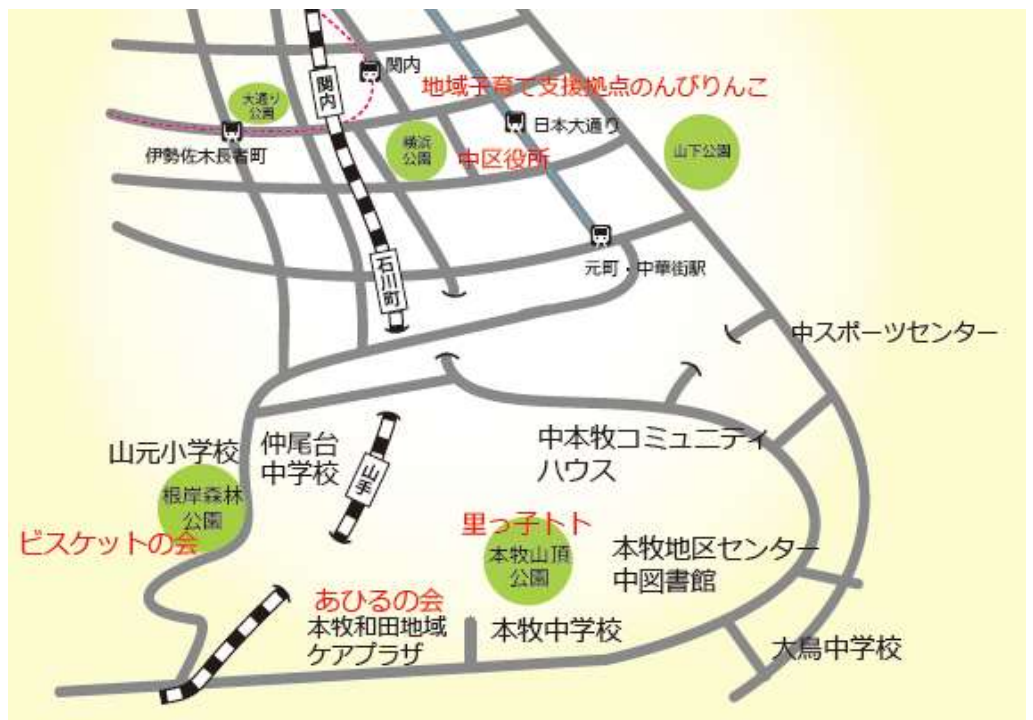 関内
関内
地域子育て支援拠点のんびりんこ
大通り
公園
日本大通り
伊勢佐木長者町
横浜
公園
中区役所
山下公園
石川町
元町・中華街駅
中スポーツセンター
山元小学校
仲尾台
中学校
中本牧コミュニティ
ハウス
山手
根岸森林
公園
ビスケットの会
里っ子トト
本牧山頂
公園
本牧地区センター
中図書館
あひるの会
本牧和田地域
ケアプラザ
本牧中学校
大鳥中学校